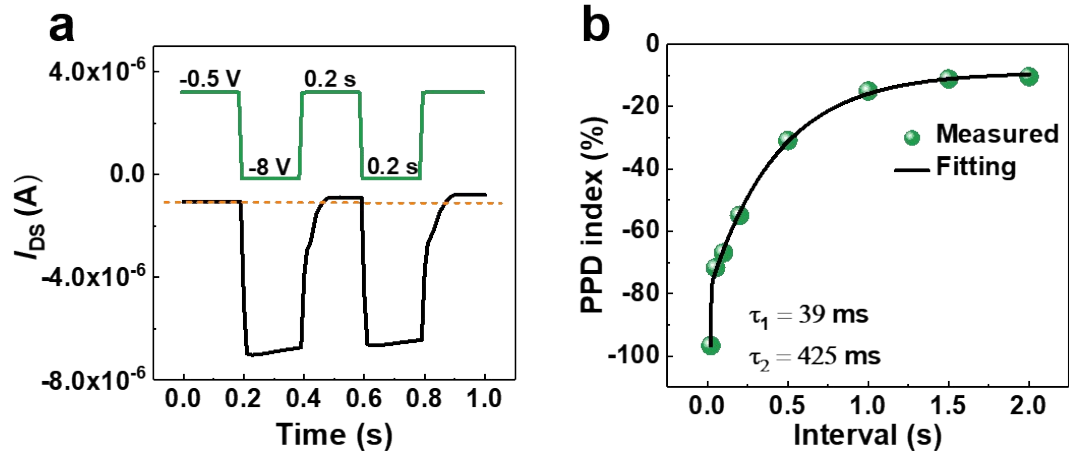 a
4.0x10⁻⁶
0.0
-4.0x10⁻⁶
-8.0x10⁻⁶
I_DS (A)
-0.5 V
0.2 s
-8 V
0.2 s
0.0 0.2 0.4 0.6 0.8 1.0
Time (s)
b
0
-20
-40
-60
-80
-100
PPD index (%)
Measured
Fitting
τ₁ = 39 ms
τ₂ = 425 ms
0.0 0.5 1.0 1.5 2.0
Interval (s)